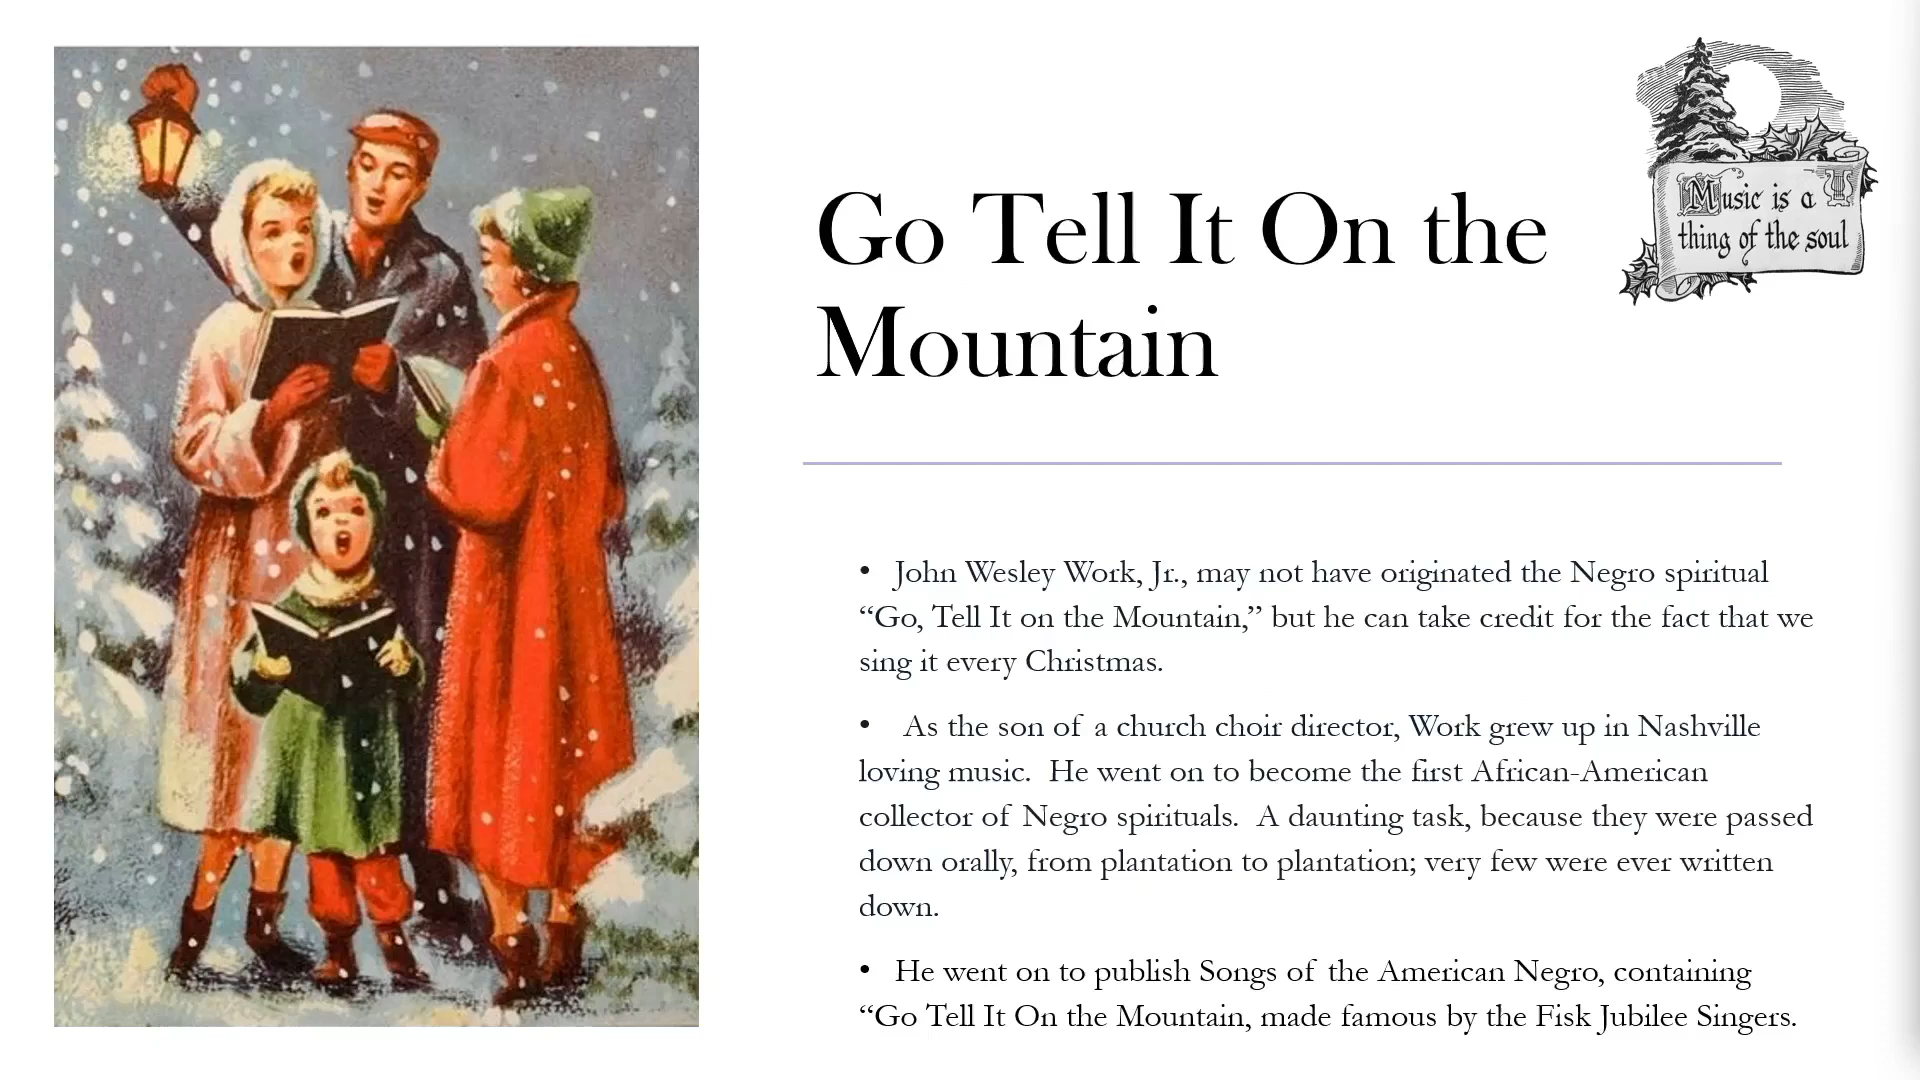 Go Tell It On the
Mountain
Music is a
thing of the soul
• John Wesley Work, Jr., may not have originated the Negro spiritual
“Go, Tell It on the Mountain,” but he can take credit for the fact that we
sing it every Christmas.
• As the son of a church choir director, Work grew up in Nashville
loving music. He went on to become the first African-American
collector of Negro spirituals. A daunting task, because they were passed
down orally, from plantation to plantation; very few were ever written
down.
• He went on to publish Songs of the American Negro, containing
“Go Tell It On the Mountain, made famous by the Fisk Jubilee Singers.